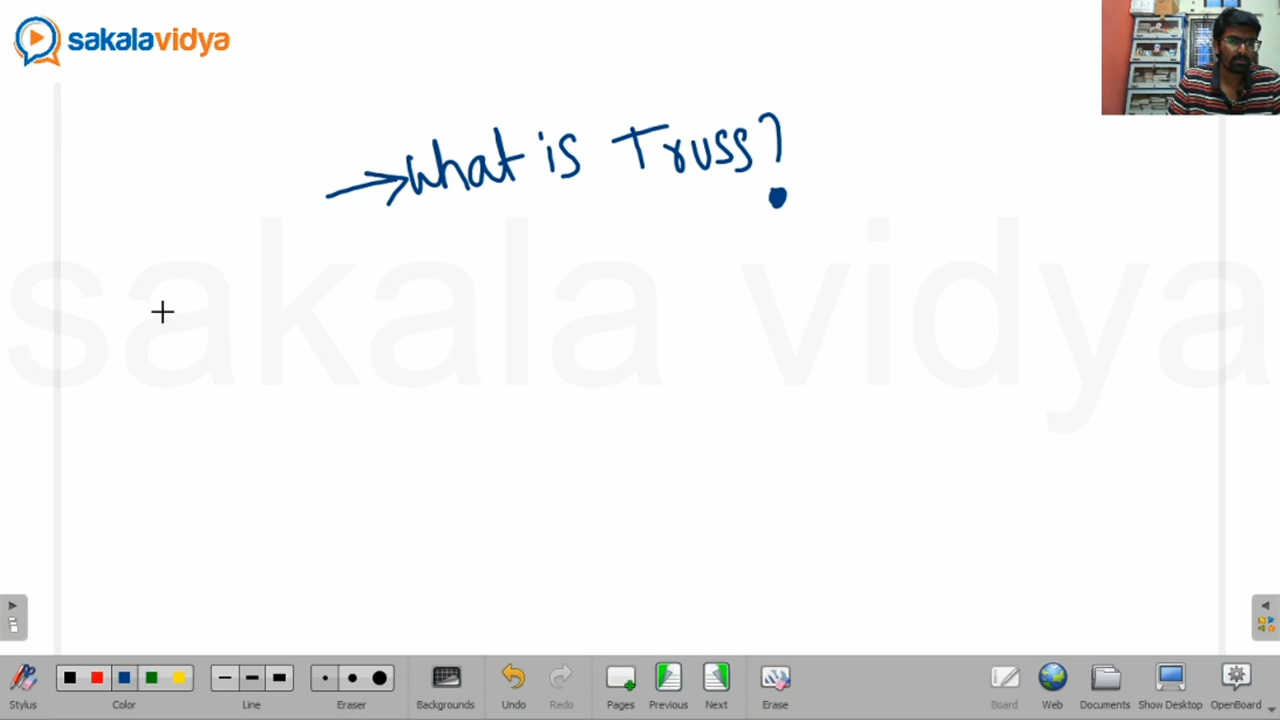 sakalavidya
→What is Truss?
sakala vidya
Stylus
Color
Line
Eraser
Backgrounds
Undo
Redo
Pages
Previous
Next
Erase
Board
Web
Documents
Show Desktop
OpenBoard